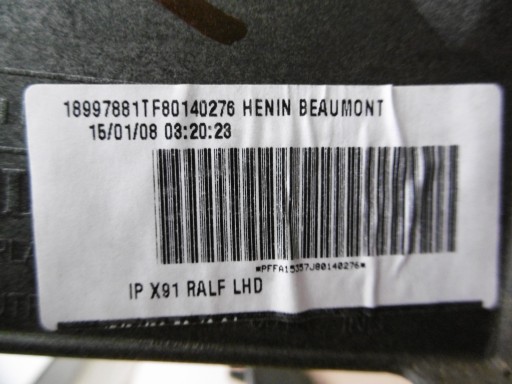 18997881TF80140276 HENIN BEAUMONT
15/01/08 03:20:23
*PFFA15357J80140276*
IP X91 RALF LHD